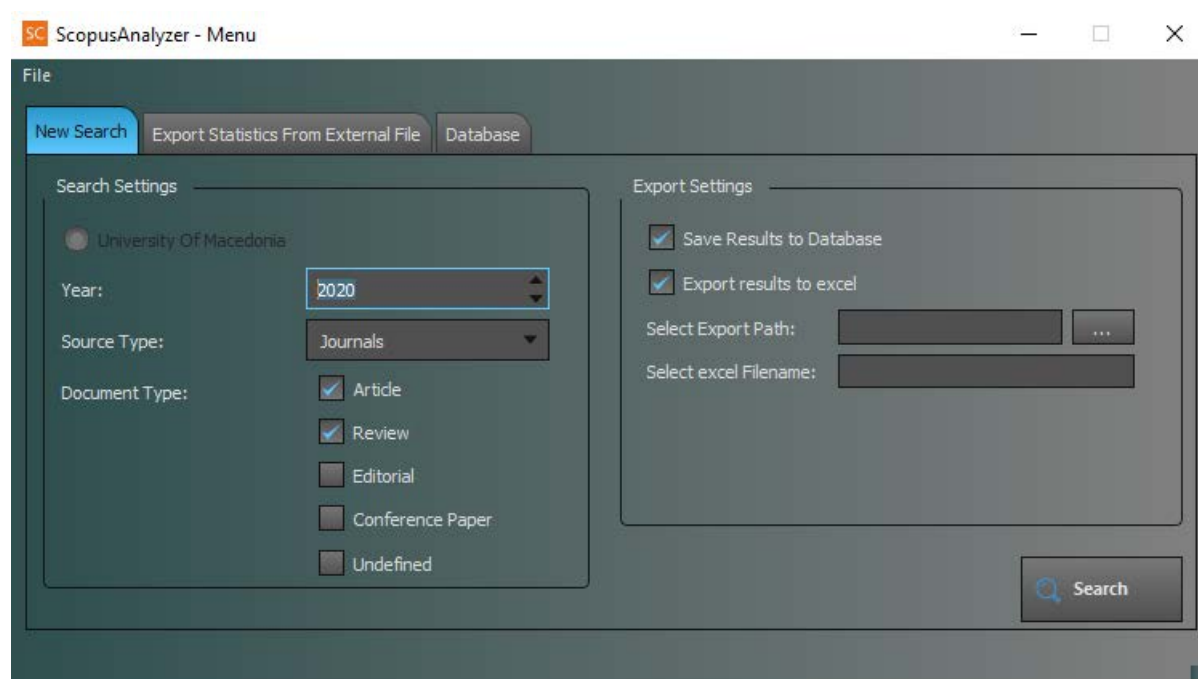 SC ScopusAnalyzer - Menu
File
New Search Export Statistics From External File Database
Search Settings
University Of Macedonia
Year: 2020
Source Type: Journals
Document Type: Article
Review
Editorial
Conference Paper
Undefined
Export Settings
Save Results to Database
Export results to excel
Select Export Path: ...
Select excel Filename:
Search